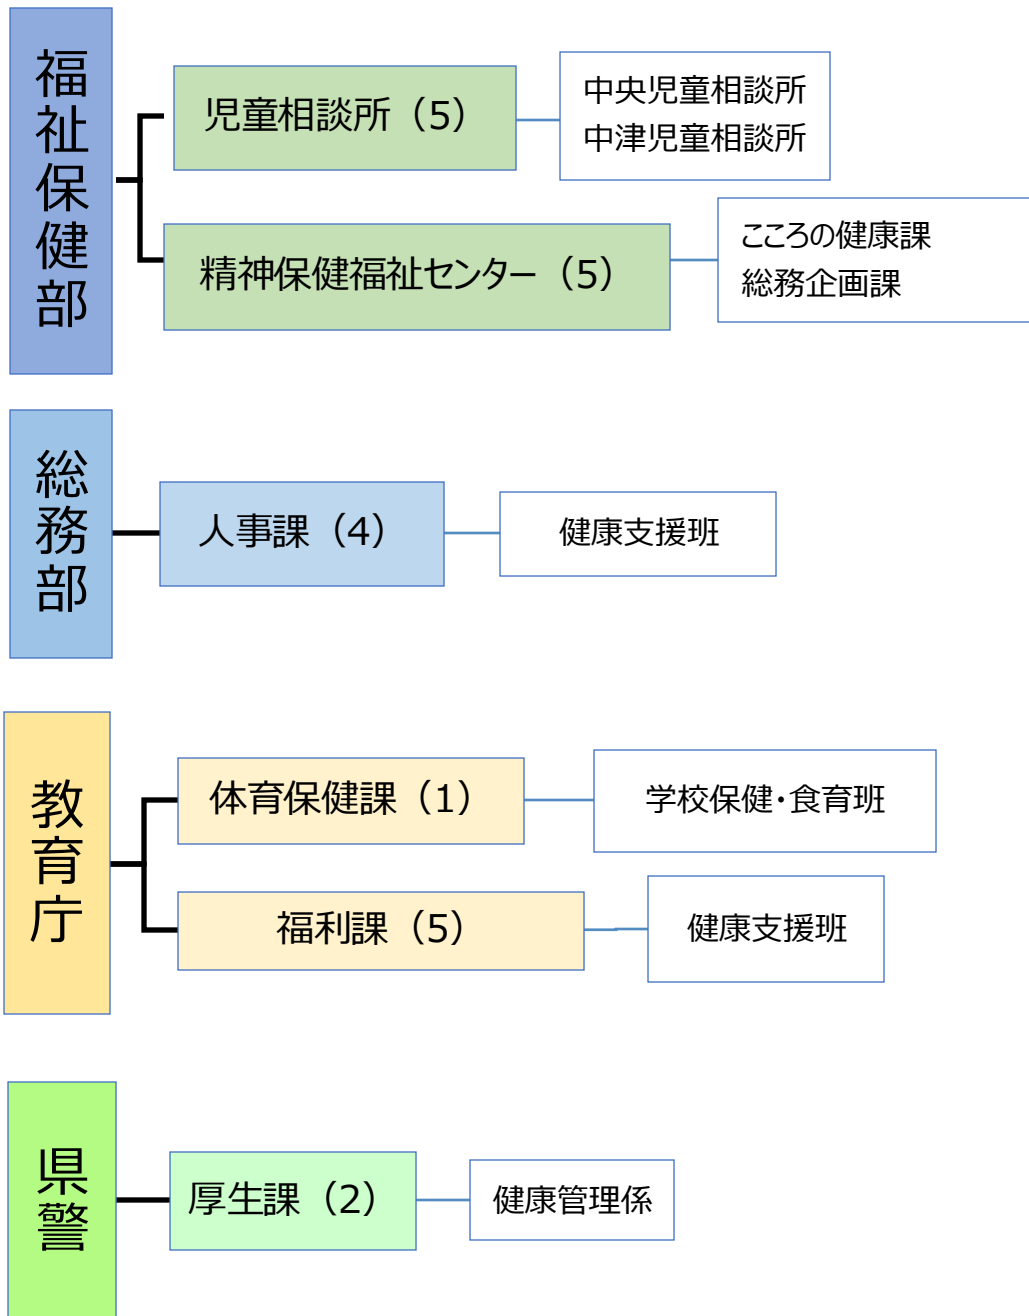 福祉保健部
児童相談所（5）
中央児童相談所
中津児童相談所
精神保健福祉センター（5）
こころの健康課
総務企画課
総務部
人事課（4）
健康支援班
教育庁
体育保健課（1）
学校保健・食育班
福利課（5）
健康支援班
県警
厚生課（2）
健康管理係